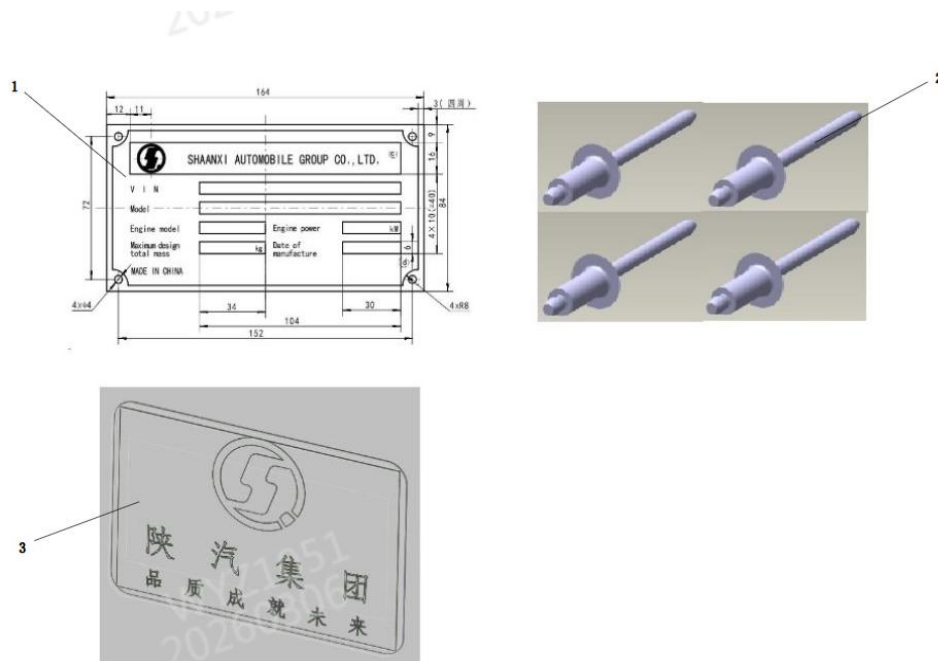 202
1
164
12
11
3(四周)
2
9
SHAANXI AUTOMOBILE GROUP CO.,LTD.
16
V I N
72
Model
4×10(=40)
84
Engine model
Engine power
kW
Maximum design
total mass
kg
Date of
manufacture
6
MADE IN CHINA
4×Φ4
34
30
4×R8
104
152
3
陕汽集团
品质成就未来
WYZ1051
20260306